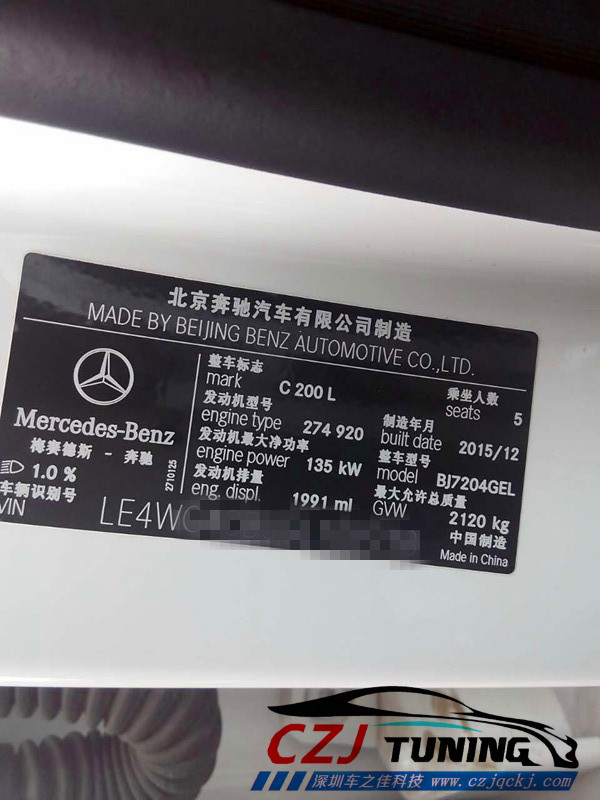 北京奔驰汽车有限公司制造
MADE BY BEIJING BENZ AUTOMOTIVE CO.,LTD.
Mercedes-Benz
梅赛德斯 - 奔驰
1.0 %
2710125
整车标志
mark C 200 L
乘坐人数
seats 5
发动机型号
engine type 274 920
制造年月
built date 2015/12
发动机最大净功率
engine power 135 kW
整车型号
model BJ7204GEL
发动机排量
eng. displ. 1991 ml
最大允许总质量
GVW 2120 kg
车辆识别号
VIN LE4W
中国制造
Made in China
CZJ TUNING
深圳车之佳科技 www.czjqckj.com